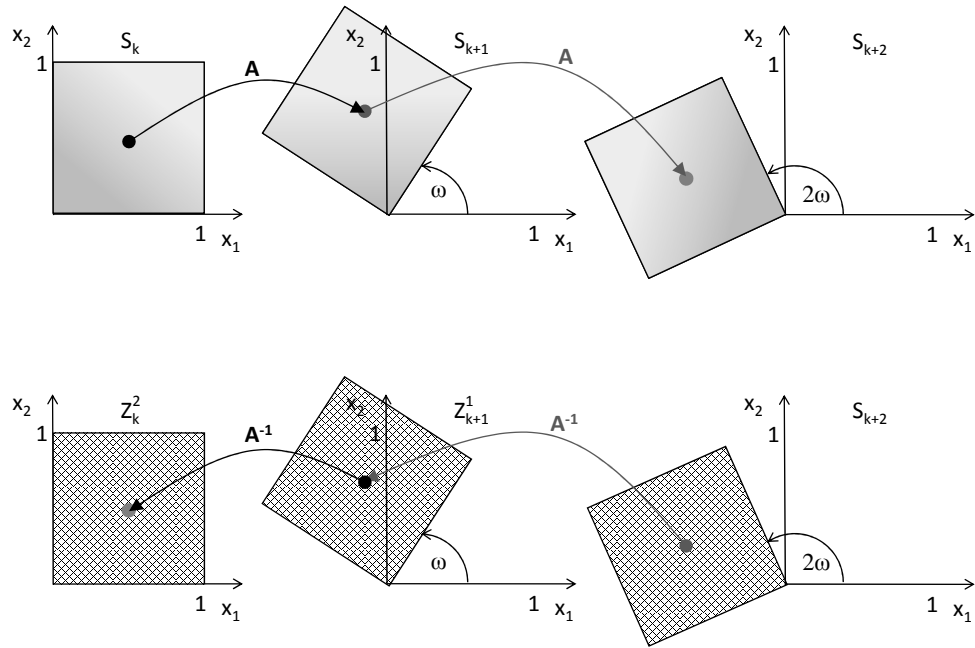 x₂ Sₖ x₂ Sₖ₊₁ x₂ Sₖ₊₂
1 A 1 A 1
ω 2ω
1 x₁ 1 x₁ 1 x₁
x₂ Z²ₖ x₂ Z¹ₖ₊₁ x₂ Sₖ₊₂
1 A⁻¹ 1 A⁻¹ 1
ω 2ω
1 x₁ 1 x₁ 1 x₁